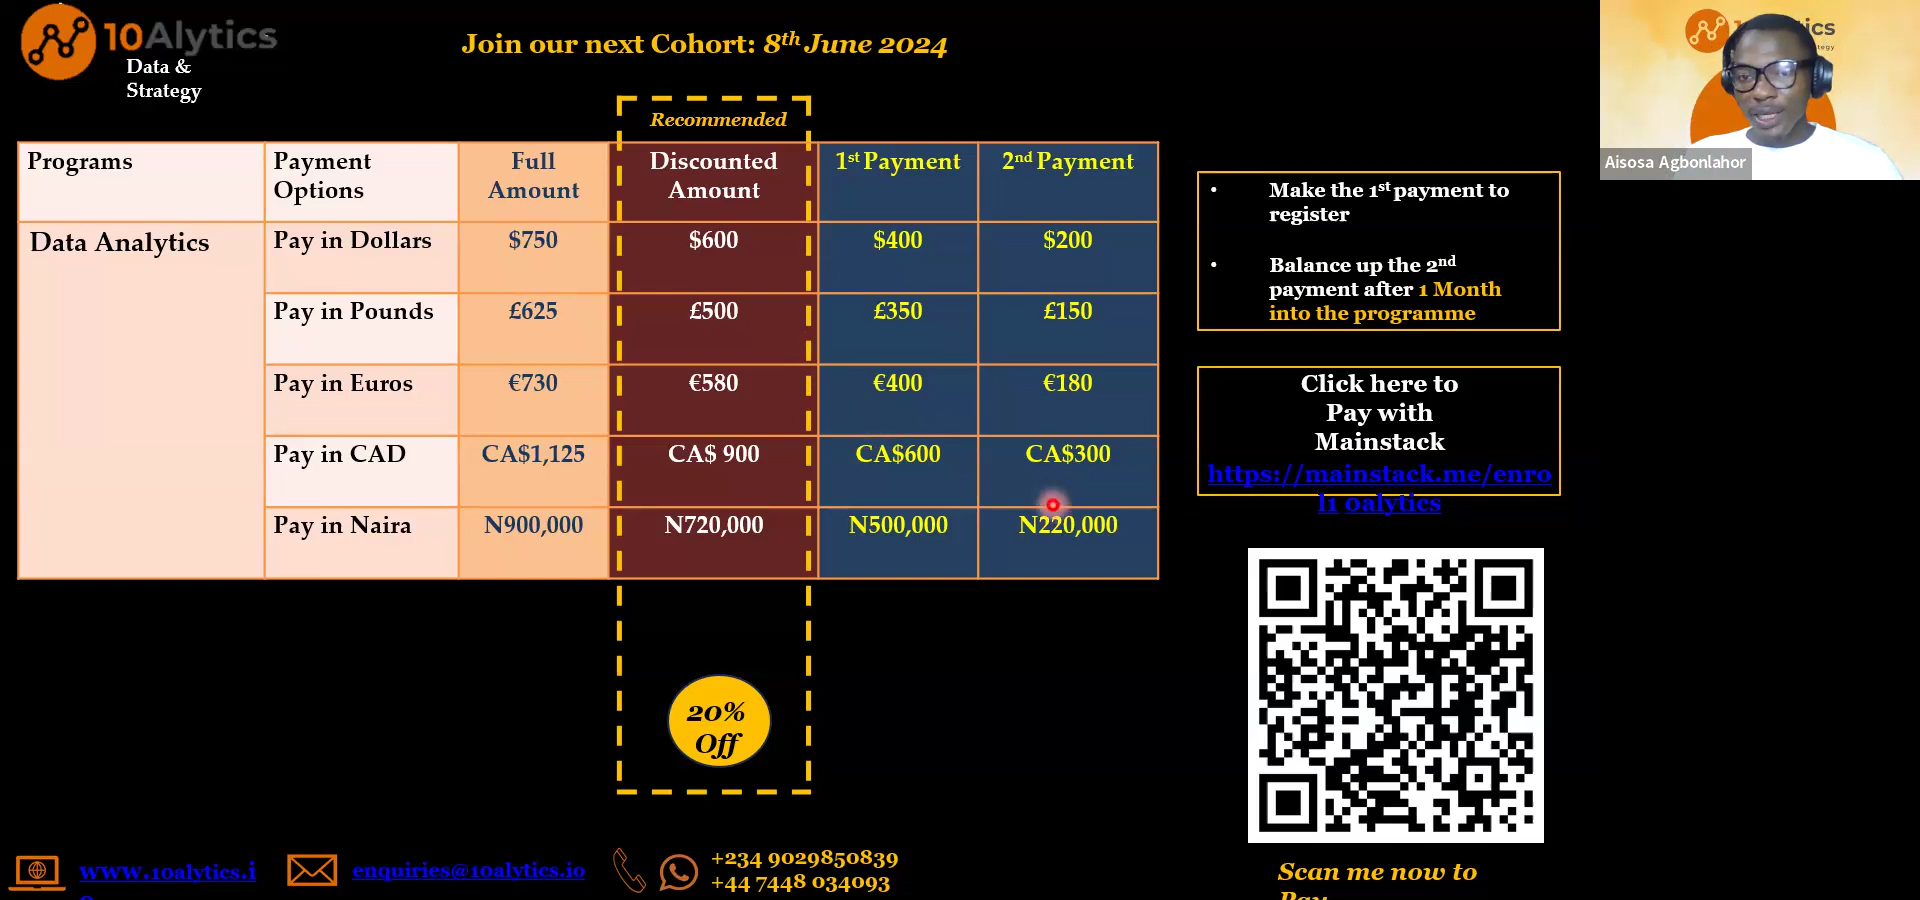 10Alytics
Data &
Strategy
Join our next Cohort: 8th June 2024
Aisosa Agbonlahor
Recommended
Programs
Payment
Options
Full
Amount
Discounted
Amount
1st Payment
2nd Payment
Data Analytics
Pay in Dollars
$750
$600
$400
$200
Pay in Pounds
£625
£500
£350
£150
Pay in Euros
€730
€580
€400
€180
Pay in CAD
CA$1,125
CA$ 900
CA$600
CA$300
Pay in Naira
N900,000
N720,000
N500,000
N220,000
20%
Off
• Make the 1st payment to
register
• Balance up the 2nd
payment after 1 Month
into the programme
Click here to
Pay with
Mainstack
https://mainstack.me/enro
l1 0alytics
Scan me now to
www.10alytics.i
enquiries@10alytics.io
+234 9029850839
+44 7448 034093